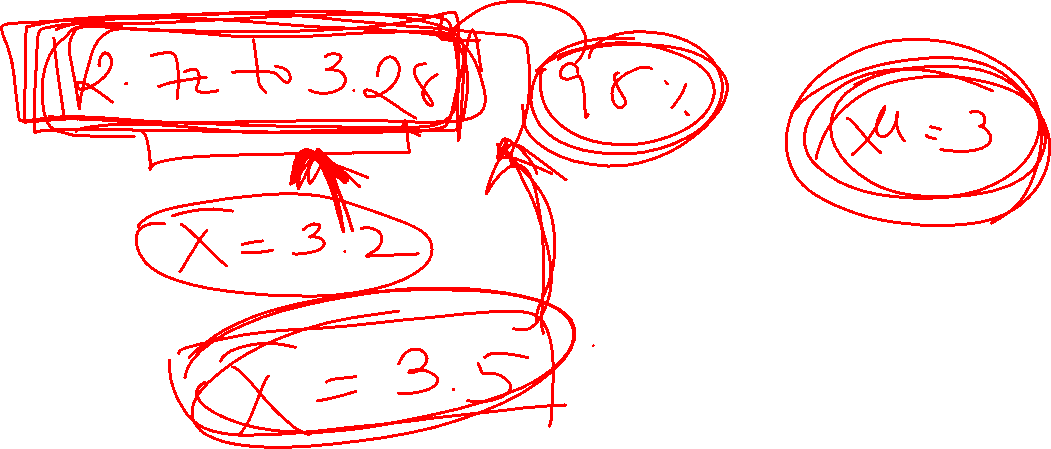 2.72 to 3.28 98% μ = 3
x̄ = 3.2
X = 3.5